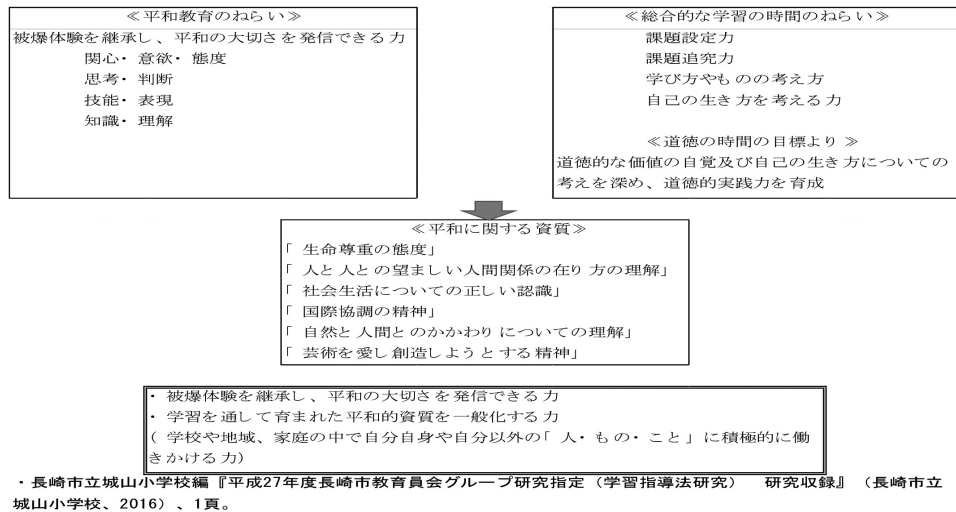 ≪平和教育のねらい≫
被爆体験を継承し、平和の大切さを発信できる力
関心・意欲・態度
思考・判断
技能・表現
知識・理解
≪総合的な学習の時間のねらい≫
課題設定力
課題追究力
学び方やものの考え方
自己の生き方を考える力
≪道徳の時間の目標より≫
道徳的な価値の自覚及び自己の生き方についての
考えを深め、道徳的実践力を育成
≪平和に関する資質≫
「生命尊重の態度」
「人と人との望ましい人間関係の在り方の理解」
「社会生活についての正しい認識」
「国際協調の精神」
「自然と人間とのかかわりについての理解」
「芸術を愛し創造しようとする精神」
・被爆体験を継承し、平和の大切さを発信できる力
・学習を通して育まれた平和的資質を一般化する力
(学校や地域、家庭の中で自分自身や自分以外の「人・もの・こと」に積極的に働
きかける力)
・長崎市立城山小学校編『平成27年度長崎市教育員会グループ研究指定（学習指導法研究）　研究収録』（長崎市立
城山小学校、2016）、1頁。